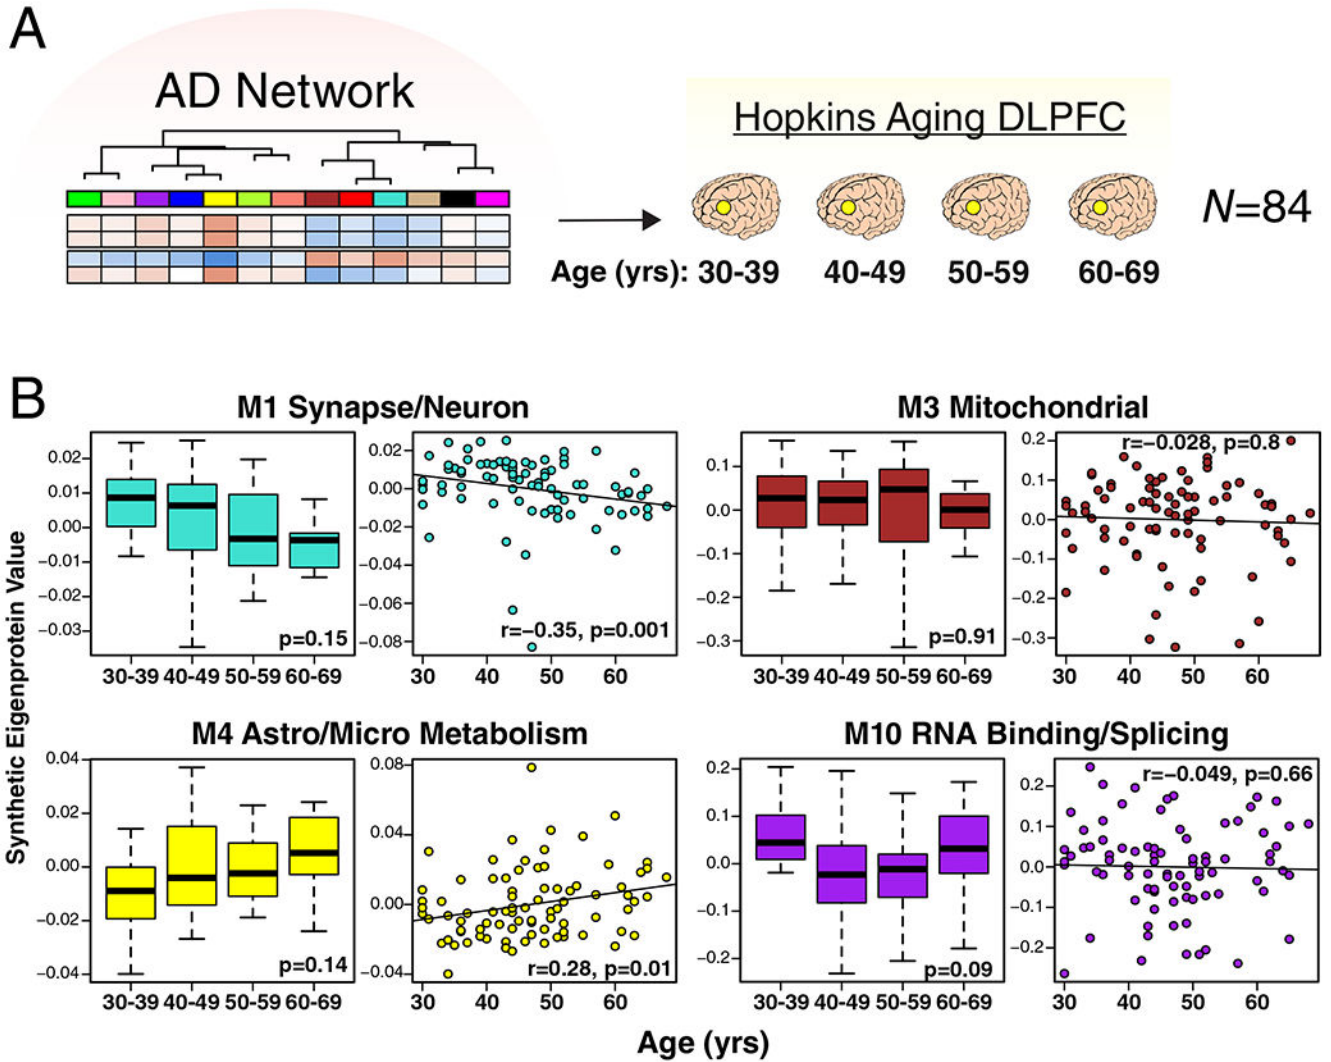 A
AD Network
Hopkins Aging DLPFC
N=84
Age (yrs): 30-39 40-49 50-59 60-69
B
Synthetic Eigenprotein Value
M1 Synapse/Neuron
0.02
0.01
0.00
−0.01
−0.02
−0.03
p=0.15
30-39 40-49 50-59 60-69
0.02
0.00
−0.02
−0.04
−0.06
−0.08
r=−0.35, p=0.001
30 40 50 60
M3 Mitochondrial
0.1
0.0
−0.1
−0.2
−0.3
p=0.91
30-39 40-49 50-59 60-69
r=−0.028, p=0.8
0.2
0.1
0.0
−0.1
−0.2
−0.3
30 40 50 60
M4 Astro/Micro Metabolism
0.04
0.02
0.00
−0.02
−0.04
p=0.14
30-39 40-49 50-59 60-69
0.08
0.04
0.00
−0.04
r=0.28, p=0.01
30 40 50 60
M10 RNA Binding/Splicing
0.2
0.1
0.0
−0.1
−0.2
p=0.09
30-39 40-49 50-59 60-69
r=−0.049, p=0.66
0.2
0.1
0.0
−0.1
−0.2
30 40 50 60
Age (yrs)